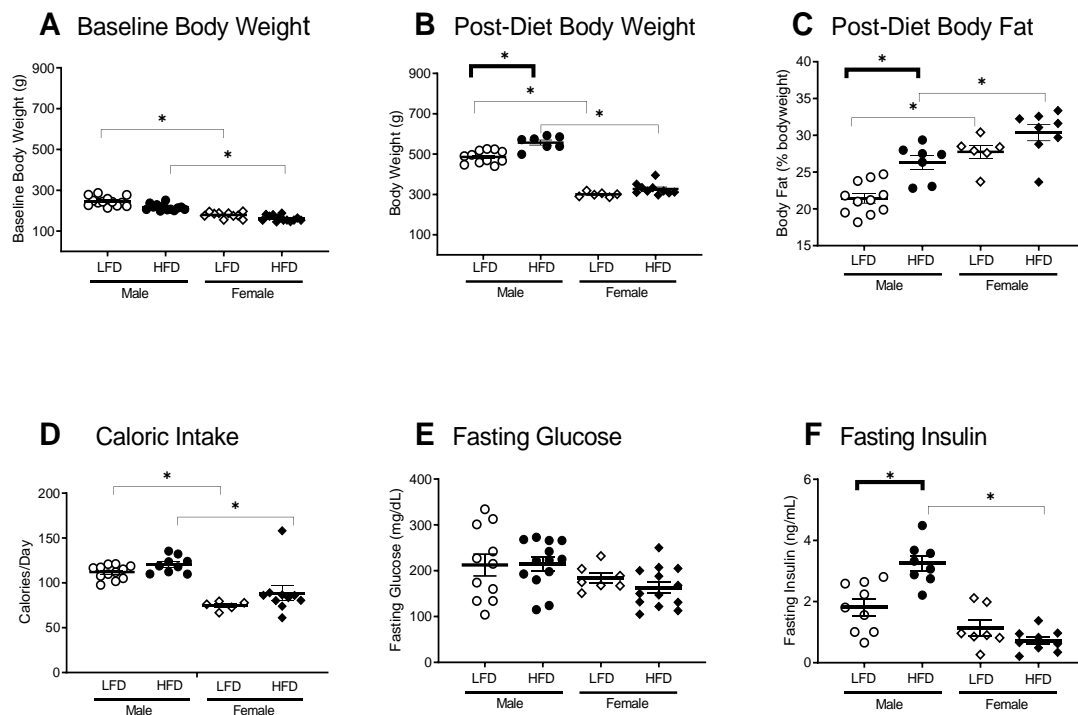 A Baseline Body Weight
Baseline Body Weight (g)
900
700
500
300
100
*
*
LFD HFD LFD HFD
Male Female
B Post-Diet Body Weight
Body Weight (g)
900
700
500
300
100
*
*
*
LFD HFD LFD HFD
Male Female
C Post-Diet Body Fat
Body Fat (% bodyweight)
40
35
30
25
20
15
*
*
*
LFD HFD LFD HFD
Male Female
D Caloric Intake
Calories/Day
200
150
100
50
0
*
*
LFD HFD LFD HFD
Male Female
E Fasting Glucose
Fasting Glucose (mg/dL)
400
300
200
100
0
LFD HFD LFD HFD
Male Female
F Fasting Insulin
Fasting Insulin (ng/mL)
6
4
2
0
*
*
LFD HFD LFD HFD
Male Female